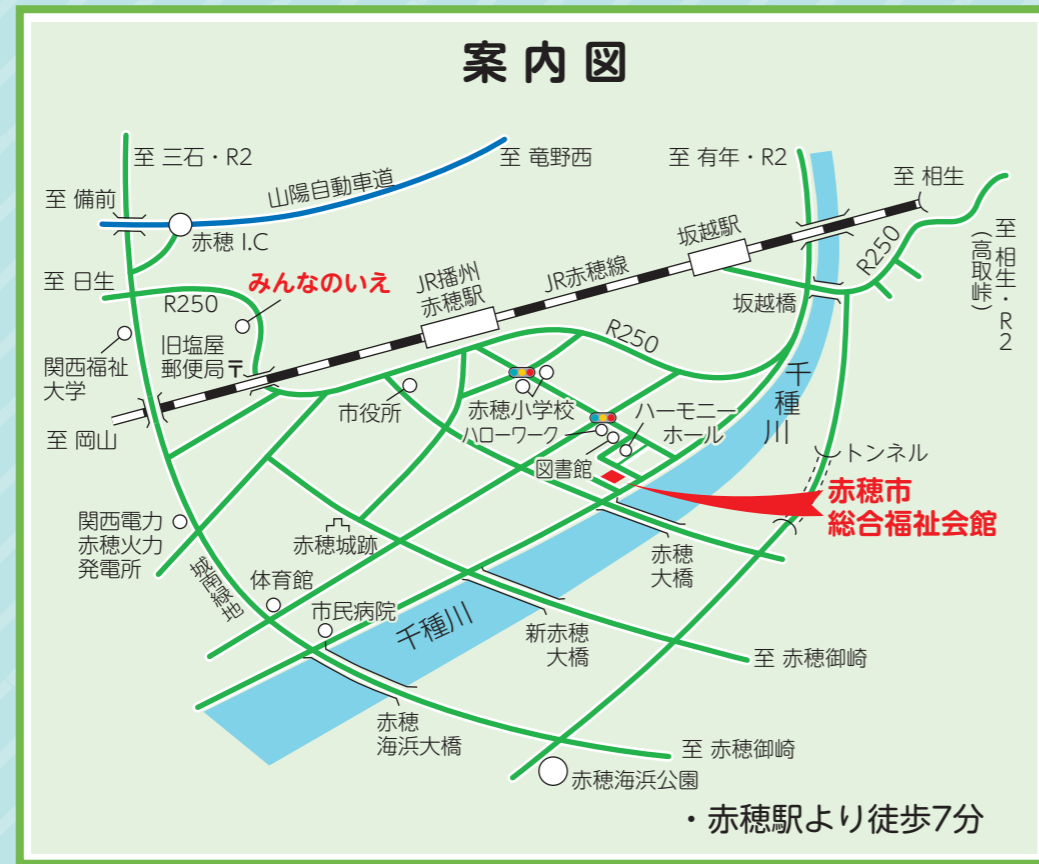 案内図
至 三石・R2
至 竜野西
至 有年・R2
至 備前
山陽自動車道
至 相生
赤穂 I.C
坂越駅
至 相生・R2
(高取峠)
至 日生
みんなのいえ
JR播州
赤穂駅
JR赤穂線
R250
R250
坂越橋
R250
関西福祉
大学
旧塩屋
郵便局〒
千種川
市役所
赤穂小学校
ハローワーク
ハーモニー
ホール
至 岡山
図書館
トンネル
赤穂市
総合福祉会館
関西電力
赤穂火力
発電所
赤穂城跡
赤穂
大橋
城南緑地
体育館
市民病院
千種川
新赤穂
大橋
至 赤穂御崎
赤穂
海浜大橋
至 赤穂御崎
赤穂海浜公園
・赤穂駅より徒歩7分